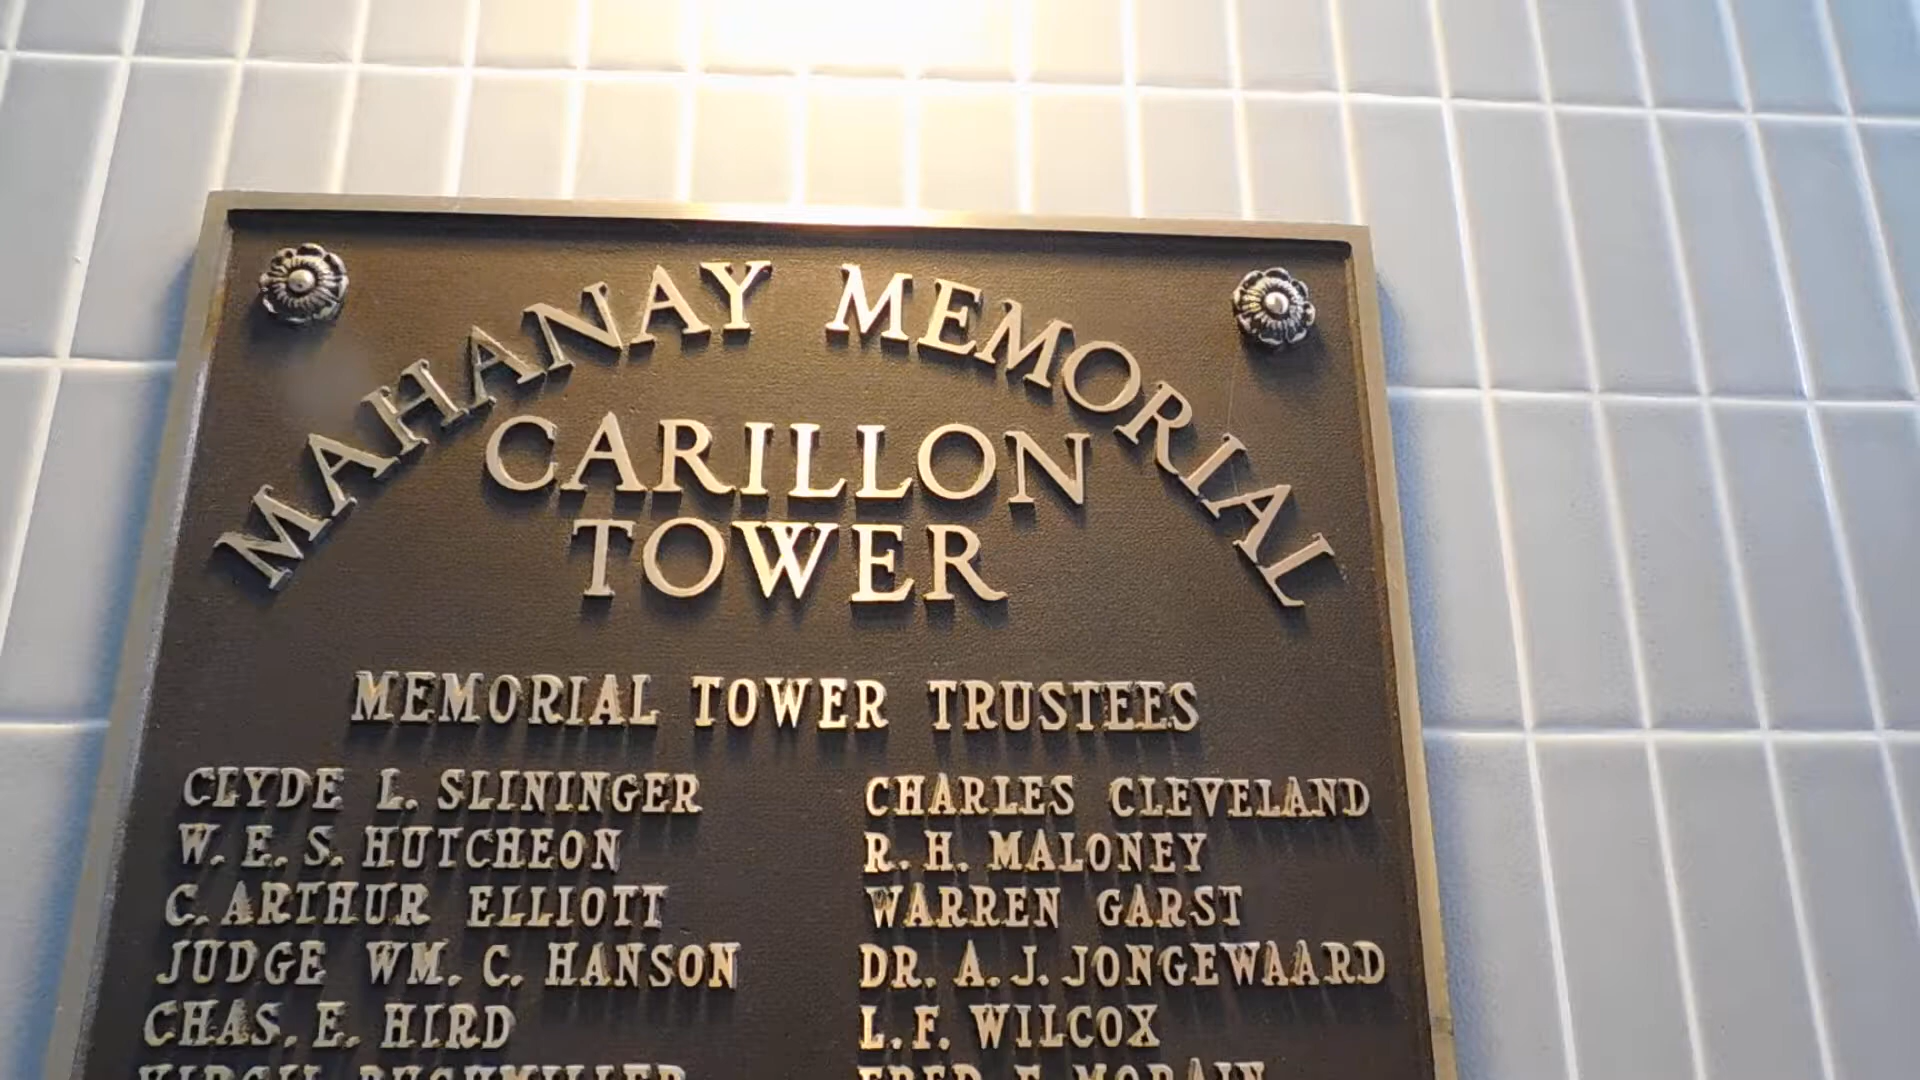 MAHANAY MEMORIAL
CARILLON
TOWER
MEMORIAL TOWER TRUSTEES
CLYDE L. SLININGER
CHARLES CLEVELAND
W. E. S. HUTCHEON
R. H. MALONEY
C. ARTHUR ELLIOTT
WARREN GARST
JUDGE WM. C. HANSON
DR. A. J. JONGEWAARD
CHAS. E. HIRD
L. F. WILCOX